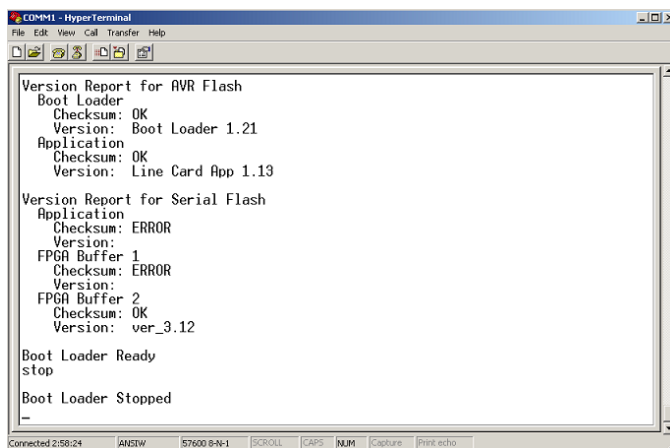 COMM1 - HyperTerminal
File Edit View Call Transfer Help
Version Report for AVR Flash
Boot Loader
Checksum: OK
Version: Boot Loader 1.21
Application
Checksum: OK
Version: Line Card App 1.13
Version Report for Serial Flash
Application
Checksum: ERROR
Version:
FPGA Buffer 1
Checksum: ERROR
Version:
FPGA Buffer 2
Checksum: OK
Version: ver_3.12
Boot Loader Ready
stop
Boot Loader Stopped
_
Connected 2:58:24 ANSIW 57600 8-N-1 SCROLL CAPS NUM Capture Print echo